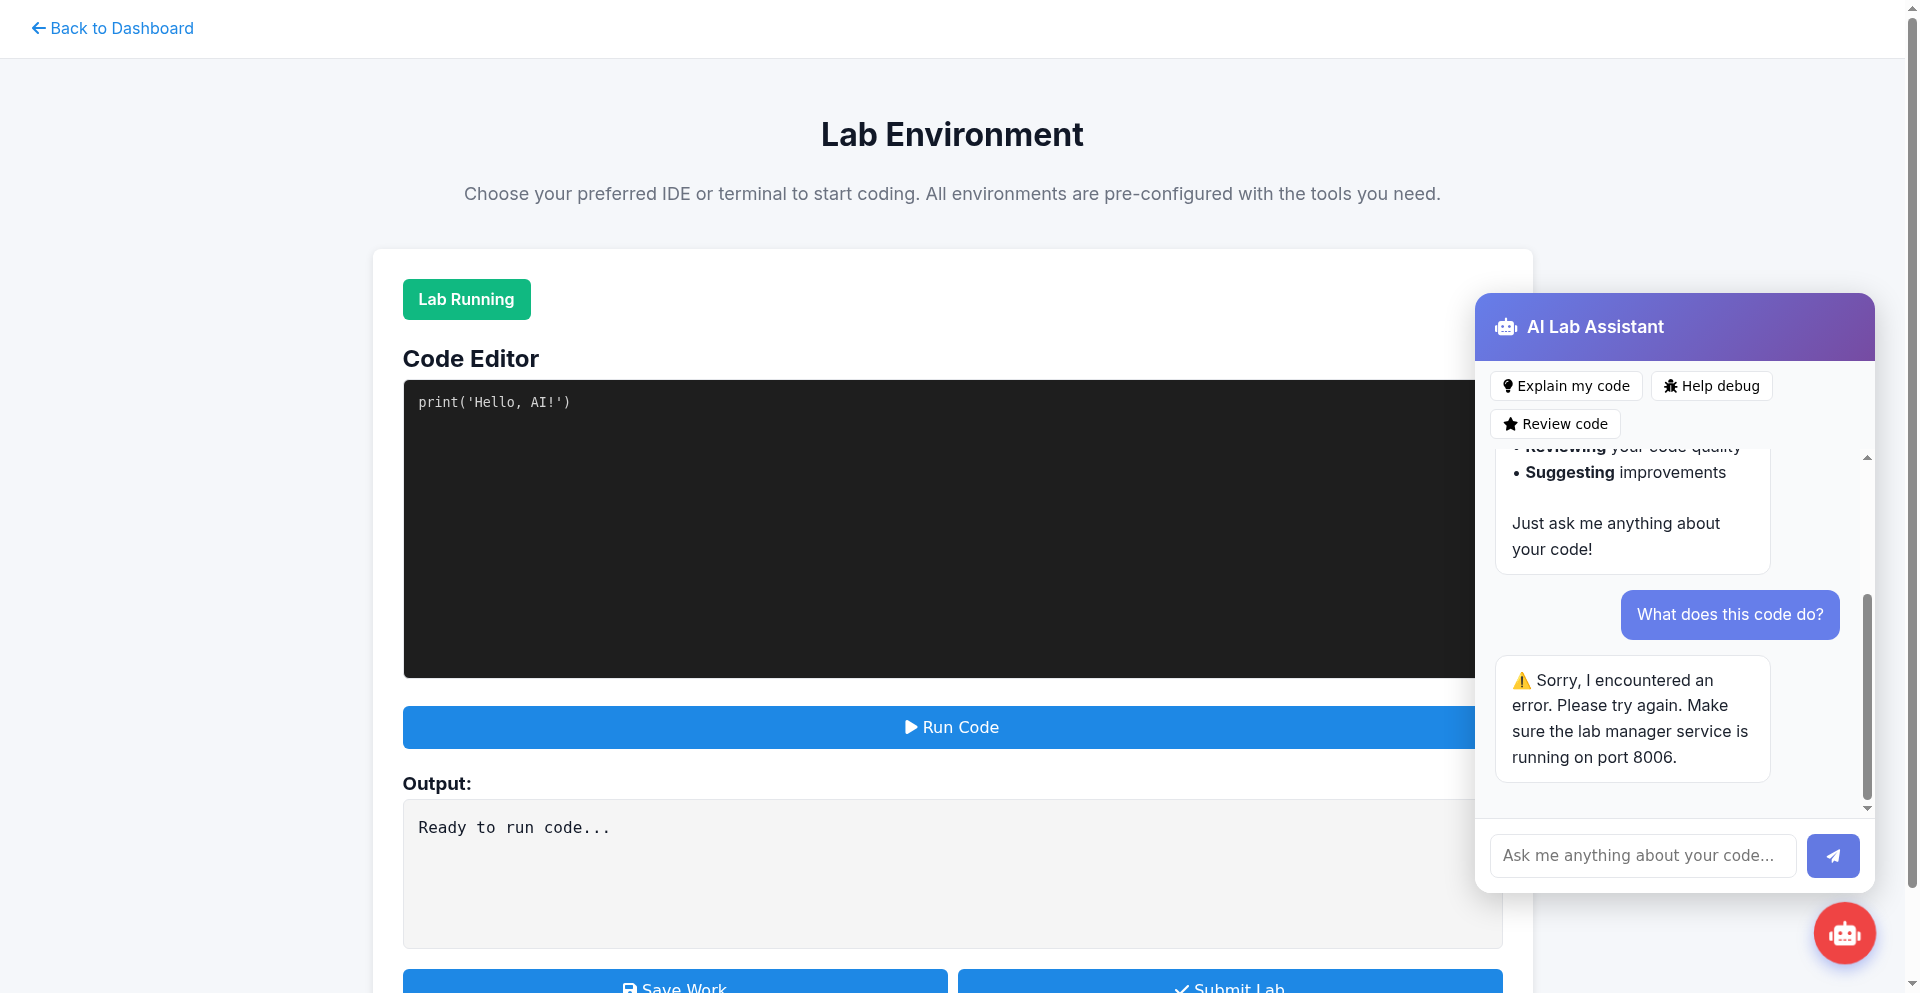 Back to Dashboard
Lab Environment
Choose your preferred IDE or terminal to start coding. All environments are pre-configured with the tools you need.
Lab Running
Code Editor
print('Hello, AI!')
Run Code
Output:
Ready to run code...
Save Work
Submit Lab
AI Lab Assistant
Explain my code
Help debug
Review code
• Reviewing your code quality
• Suggesting improvements
Just ask me anything about
your code!
What does this code do?
⚠️ Sorry, I encountered an
error. Please try again. Make
sure the lab manager service is
running on port 8006.
Ask me anything about your code...